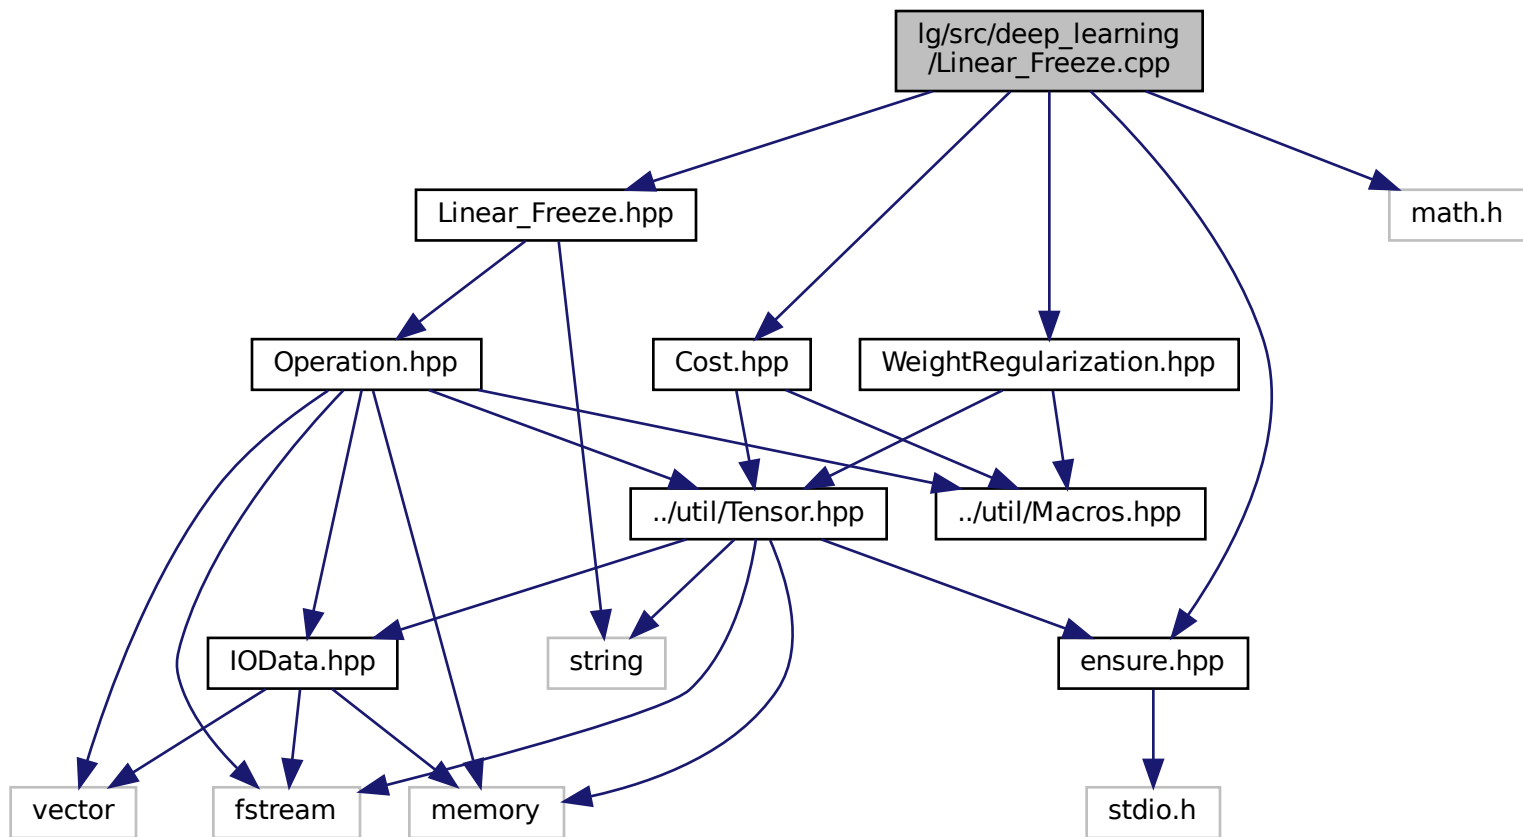 lg/src/deep_learning
/Linear_Freeze.cpp
Linear_Freeze.hpp
math.h
Operation.hpp
Cost.hpp
WeightRegularization.hpp
../util/Tensor.hpp
../util/Macros.hpp
IOData.hpp
string
ensure.hpp
vector
fstream
memory
stdio.h